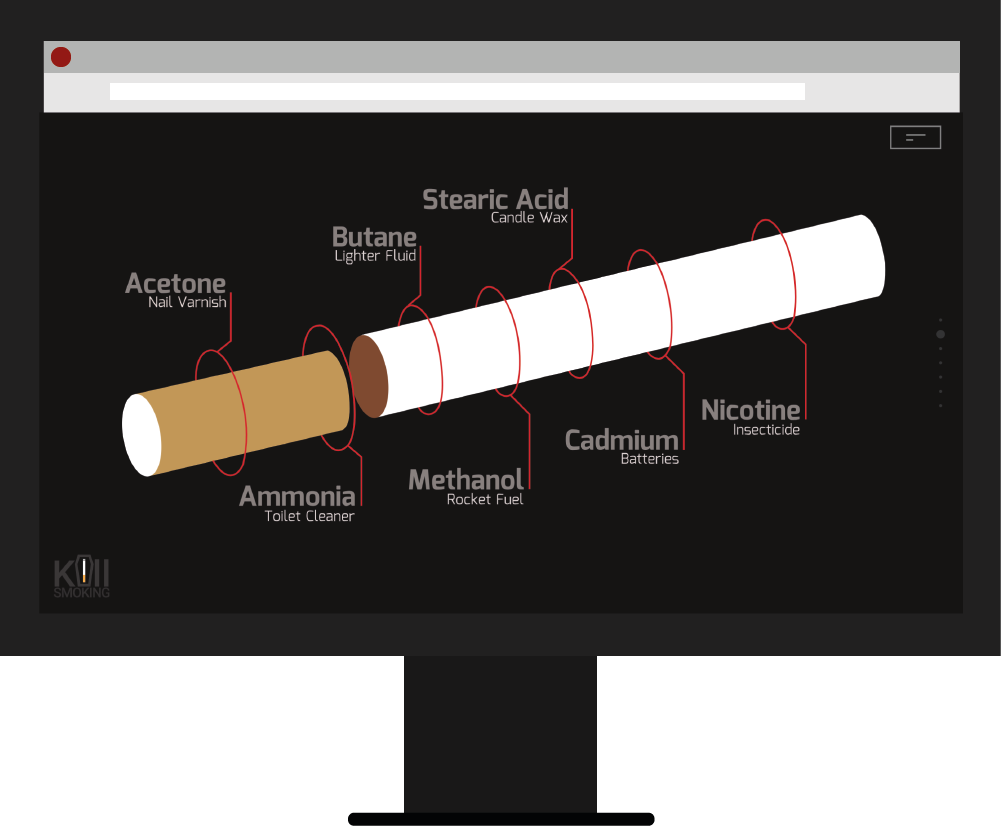 Stearic Acid
Candle Wax
Butane
Lighter Fluid
Acetone
Nail Varnish
Nicotine
Insecticide
Cadmium
Batteries
Methanol
Rocket Fuel
Ammonia
Toilet Cleaner
Kill
SMOKING